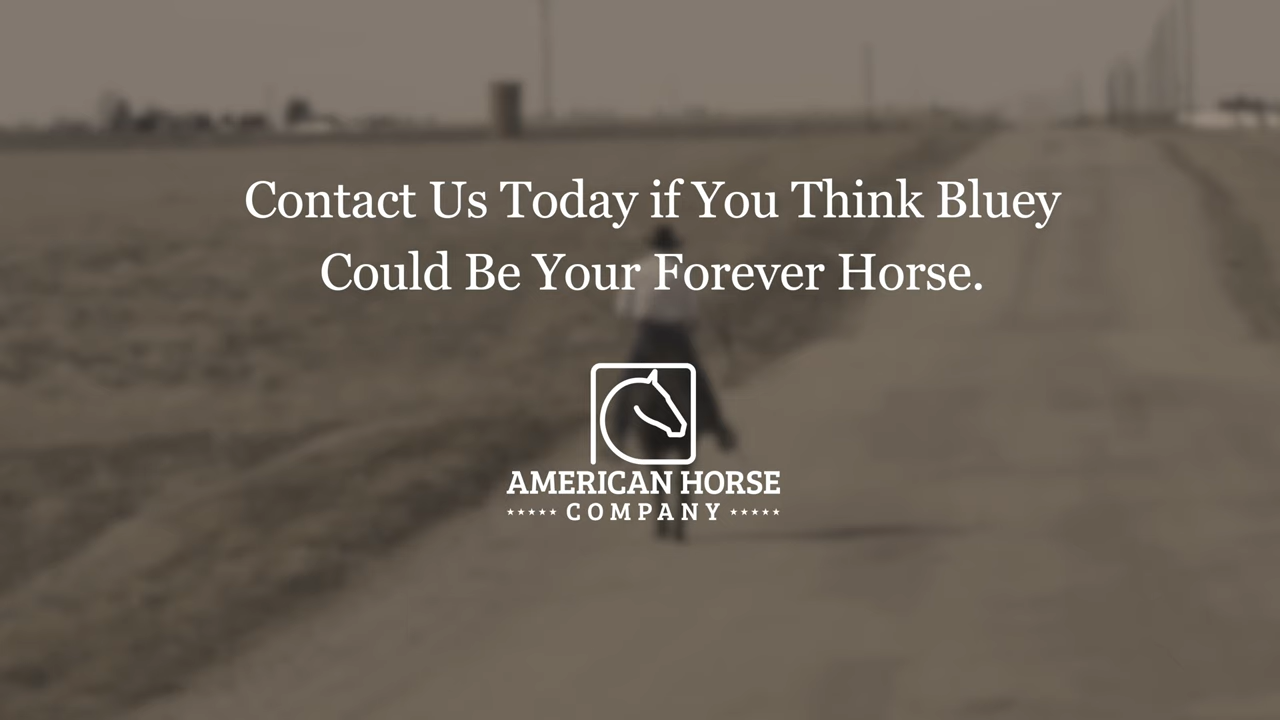 Contact Us Today if You Think Bluey
Could Be Your Forever Horse.
AMERICAN HORSE
COMPANY